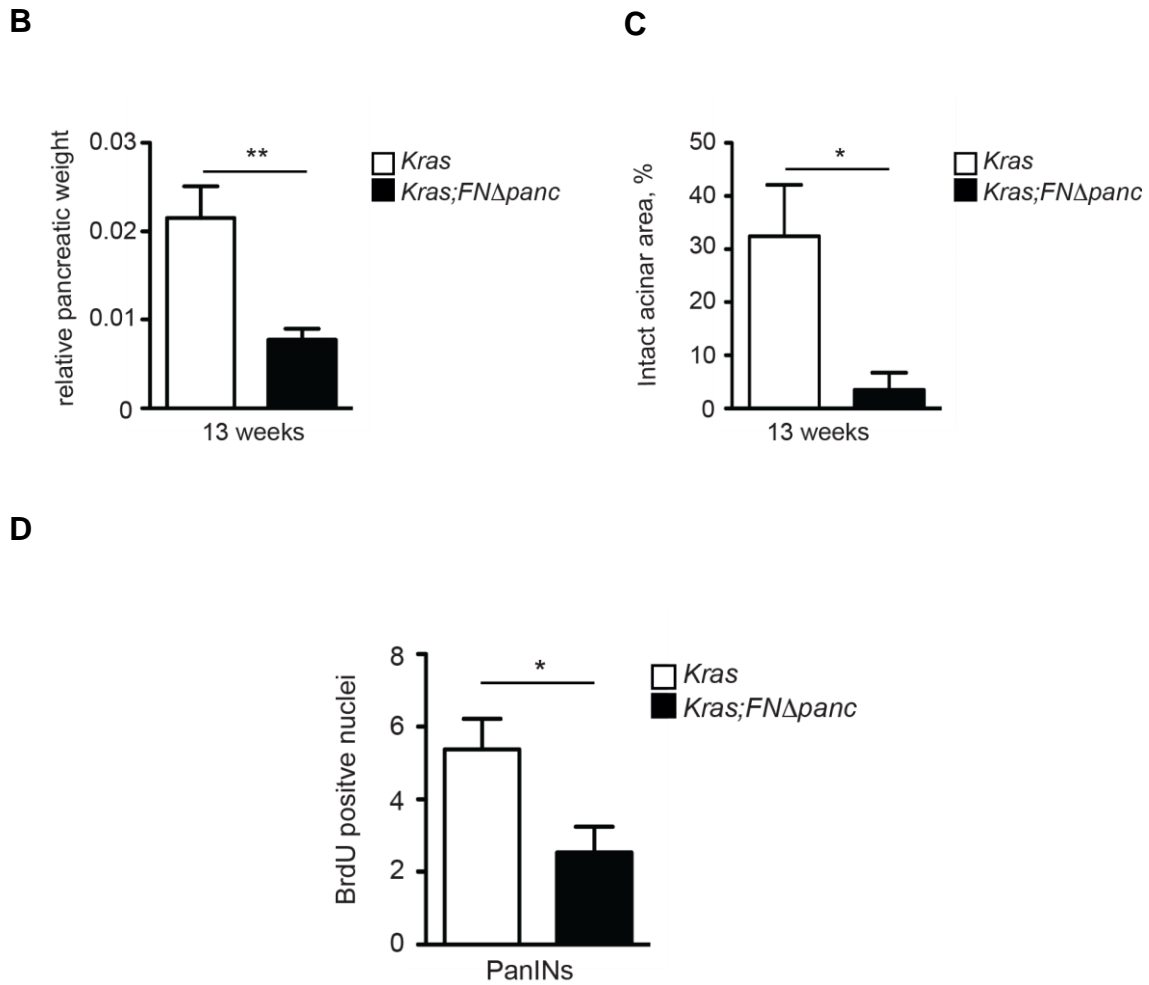 B
relative pancreatic weight
0.03
0.02
0.01
0
**
13 weeks
Kras
Kras;FNΔpanc
C
Intact acinar area, %
50
40
30
20
10
0
*
13 weeks
Kras
Kras;FNΔpanc
D
BrdU positve nuclei
8
6
4
2
0
*
PanINs
Kras
Kras;FNΔpanc